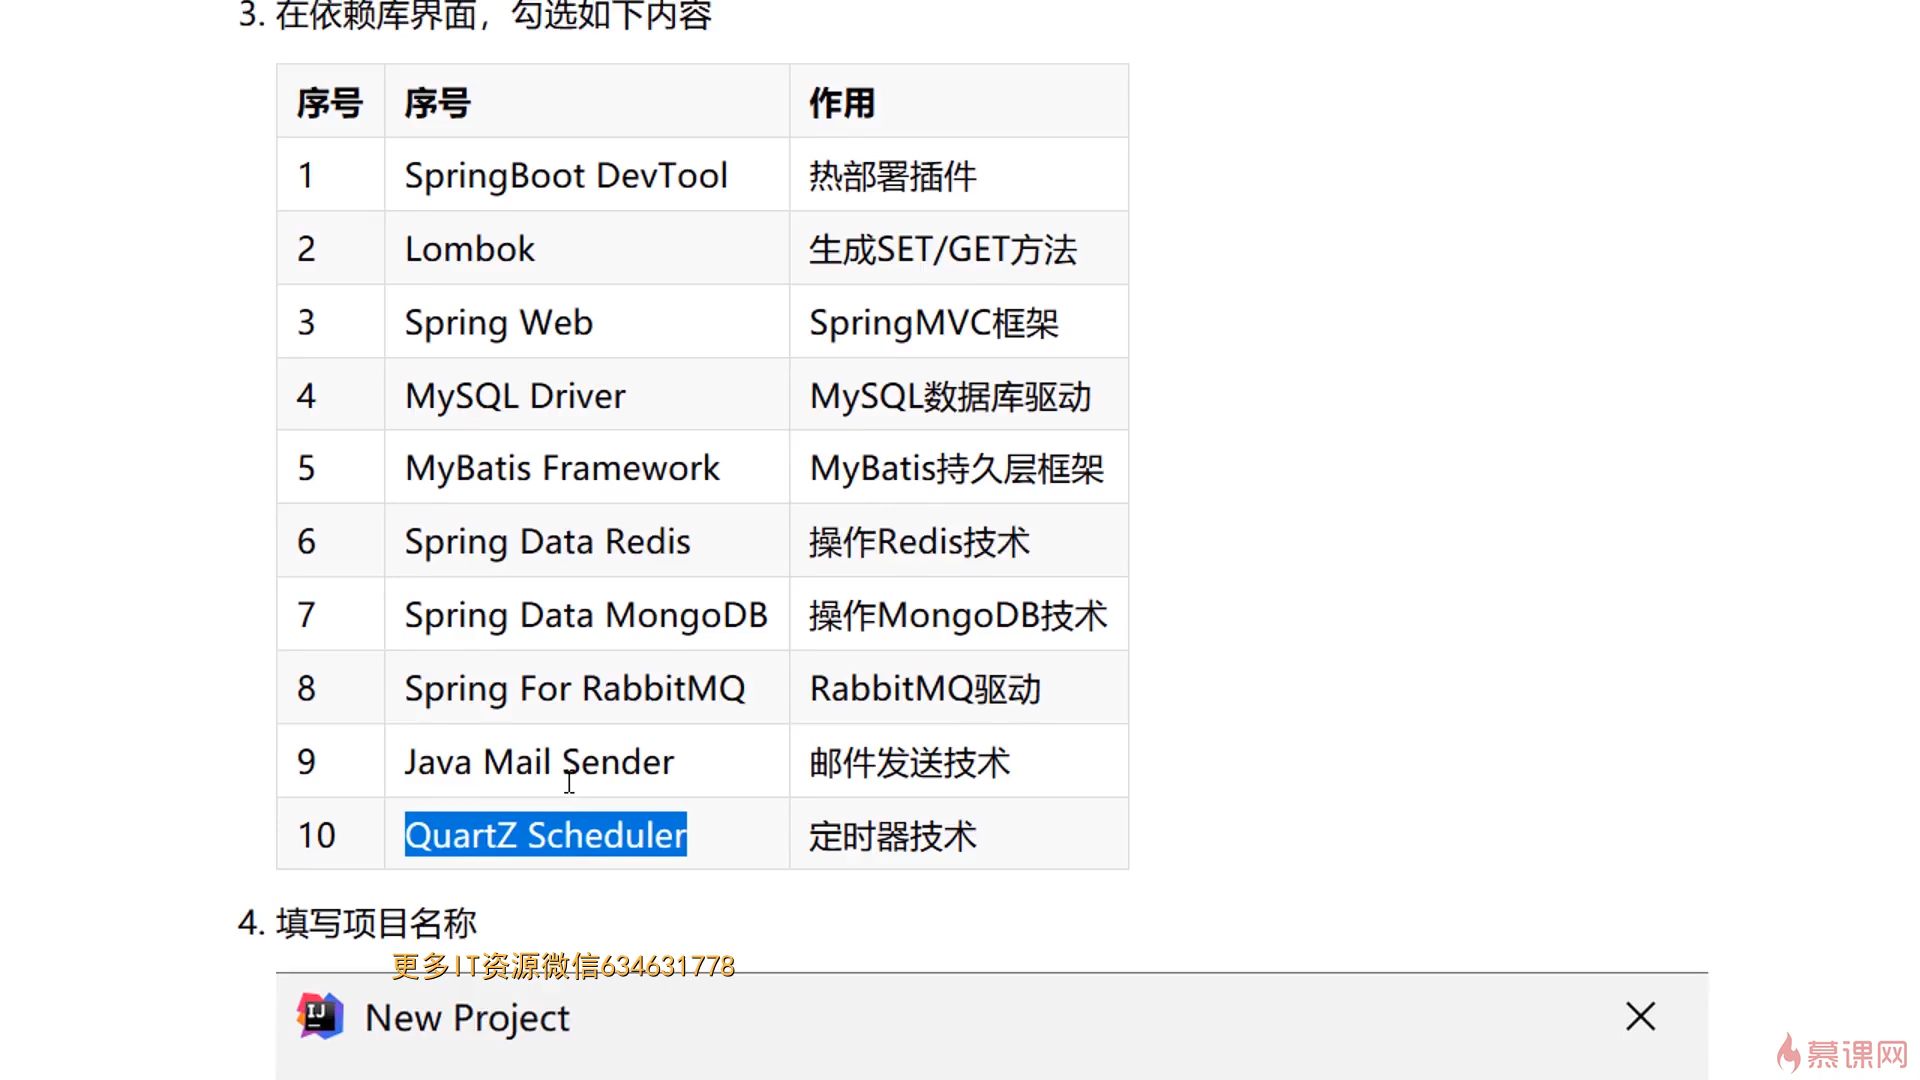 3. 在依赖库界面，勾选如下内容
序号 序号 作用
1 SpringBoot DevTool 热部署插件
2 Lombok 生成SET/GET方法
3 Spring Web SpringMVC框架
4 MySQL Driver MySQL数据库驱动
5 MyBatis Framework MyBatis持久层框架
6 Spring Data Redis 操作Redis技术
7 Spring Data MongoDB 操作MongoDB技术
8 Spring For RabbitMQ RabbitMQ驱动
9 Java Mail Sender 邮件发送技术
10 QuartZ Scheduler 定时器技术
4. 填写项目名称
更多IT资源微信634631778
IJ New Project
慕课网